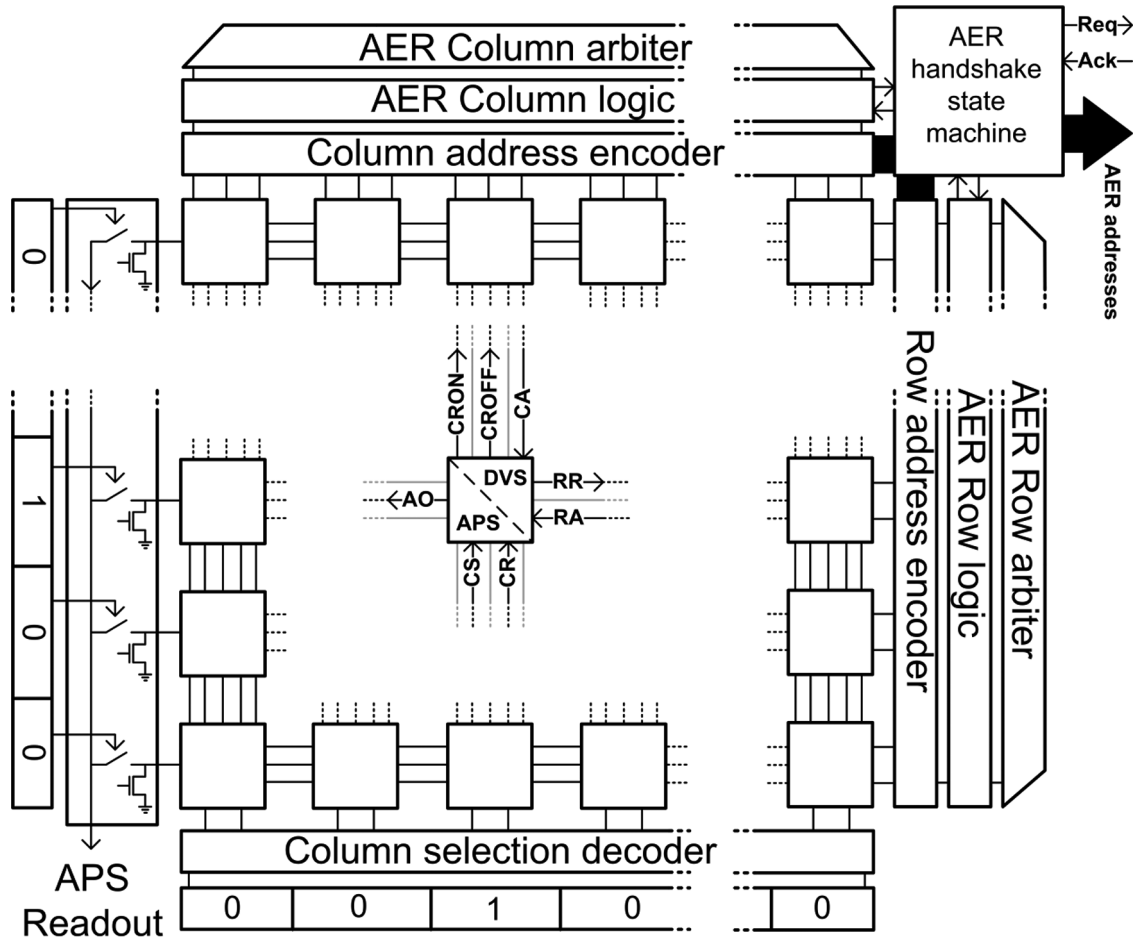 AER Column arbiter
AER Column logic
Column address encoder
AER
handshake
state
machine
Req
Ack
AER addresses
0
1
0
0
CRON
CROFF
CA
DVS
APS
AO
RR
RA
CS
CR
Row address encoder
AER Row logic
AER Row arbiter
APS
Readout
Column selection decoder
0
0
1
0
0